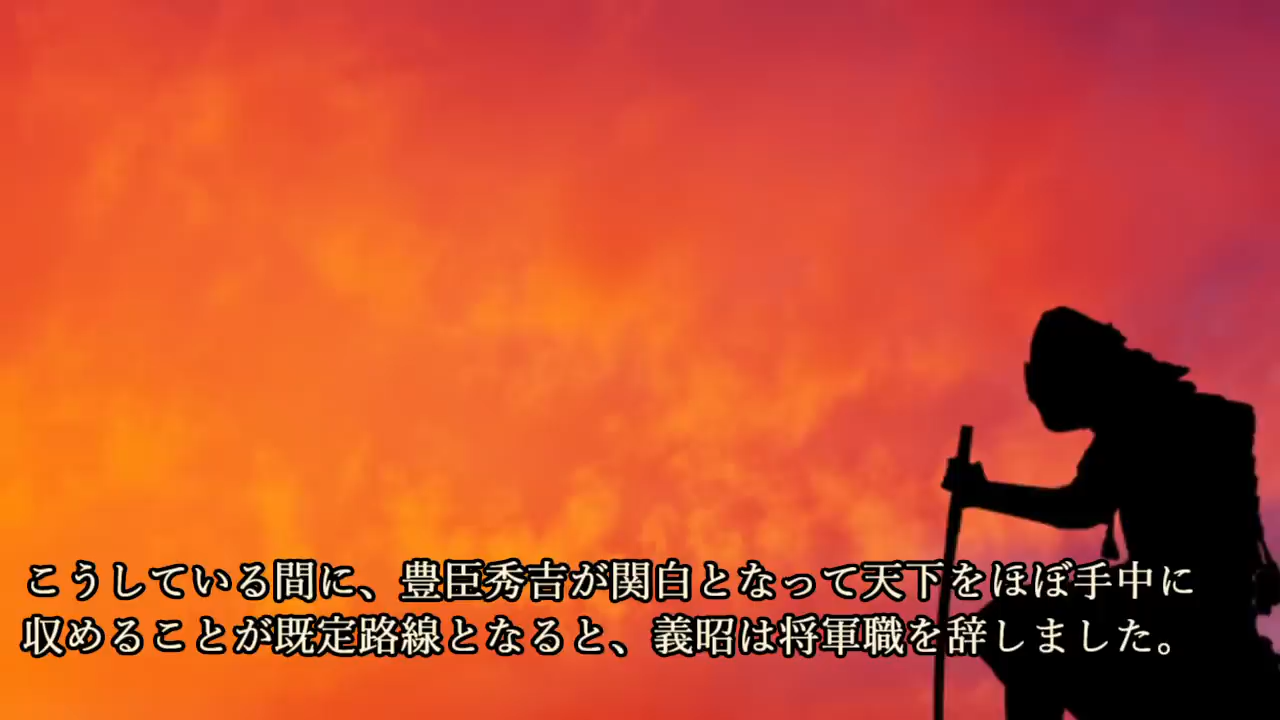 こうしている間に、豊臣秀吉が関白となって天下をほぼ手中に
収めることが既定路線となると、義昭は将軍職を辞しました。